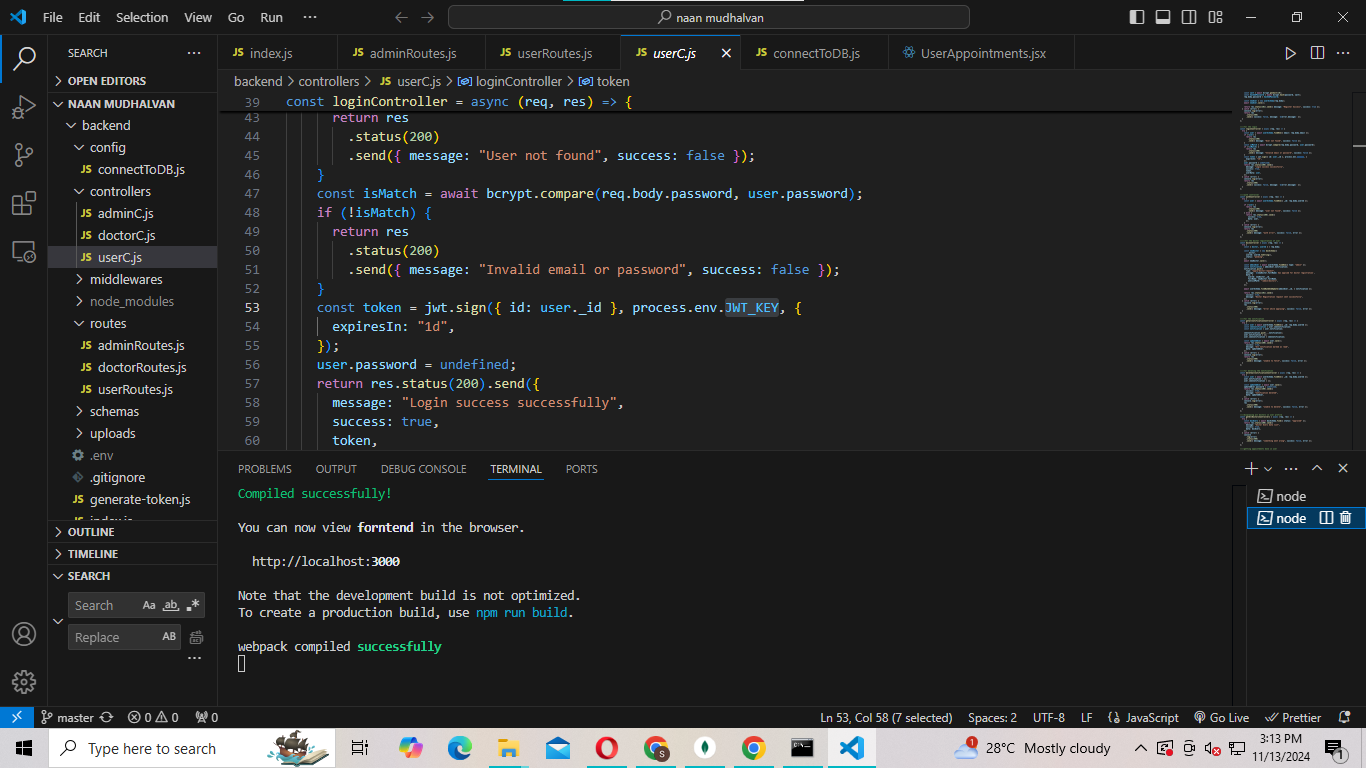 File Edit Selection View Go Run ··· naan mudhalvan
SEARCH ···
OPEN EDITORS
NAAN MUDHALVAN
backend
config
JS connectToDB.js
controllers
JS adminC.js
JS doctorC.js
JS userC.js
middlewares
node_modules
routes
JS adminRoutes.js
JS doctorRoutes.js
JS userRoutes.js
schemas
uploads
.env
.gitignore
JS generate-token.js
JS index.js
OUTLINE
TIMELINE
SEARCH
Search Aa ab .*
Replace AB
···
JS index.js JS adminRoutes.js JS userRoutes.js JS userC.js JS connectToDB.js UserAppointments.jsx
backend > controllers > JS userC.js > loginController > token
39 const loginController = async (req, res) => {
43 return res
44 .status(200)
45 .send({ message: "User not found", success: false });
46 }
47 const isMatch = await bcrypt.compare(req.body.password, user.password);
48 if (!isMatch) {
49 return res
50 .status(200)
51 .send({ message: "Invalid email or password", success: false });
52 }
53 const token = jwt.sign({ id: user._id }, process.env.JWT_KEY, {
54 expiresIn: "1d",
55 });
56 user.password = undefined;
57 return res.status(200).send({
58 message: "Login success successfully",
59 success: true,
60 token,
PROBLEMS OUTPUT DEBUG CONSOLE TERMINAL PORTS
Compiled successfully!
You can now view forntend in the browser.
http://localhost:3000
Note that the development build is not optimized.
To create a production build, use npm run build.
webpack compiled successfully
node
node
master 0 0 0 Ln 53, Col 58 (7 selected) Spaces: 2 UTF-8 LF {} JavaScript Go Live Prettier
Type here to search S 1 28°C Mostly cloudy 3:13 PM
11/13/2024 1